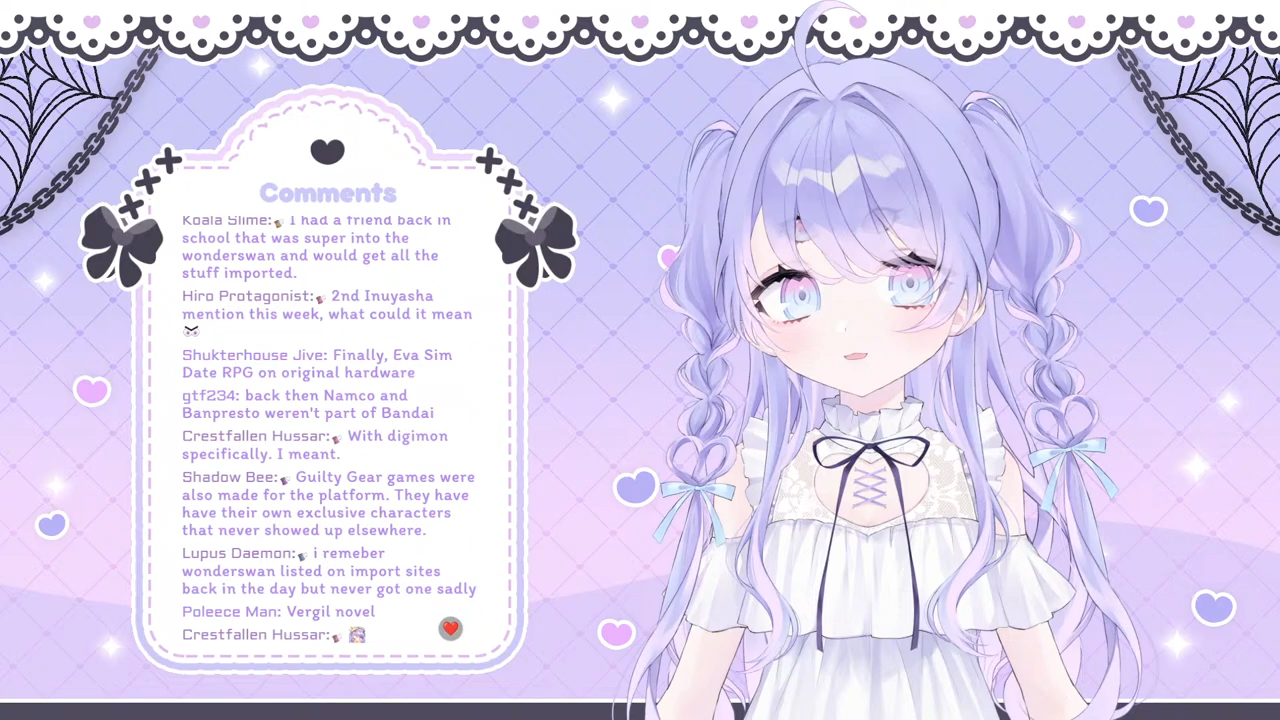 Comments
Koala Slime: I had a friend back in
school that was super into the
wonderswan and would get all the
stuff imported.
Hiro Protagonist: 2nd Inuyasha
mention this week, what could it mean
Shukterhouse Jive: Finally, Eva Sim
Date RPG on original hardware
gtf234: back then Namco and
Banpresto weren't part of Bandai
Crestfallen Hussar: With digimon
specifically. I meant.
Shadow Bee: Guilty Gear games were
also made for the platform. They have
have their own exclusive characters
that never showed up elsewhere.
Lupus Daemon: i remeber
wonderswan listed on import sites
back in the day but never got one sadly
Poleece Man: Vergil novel
Crestfallen Hussar: